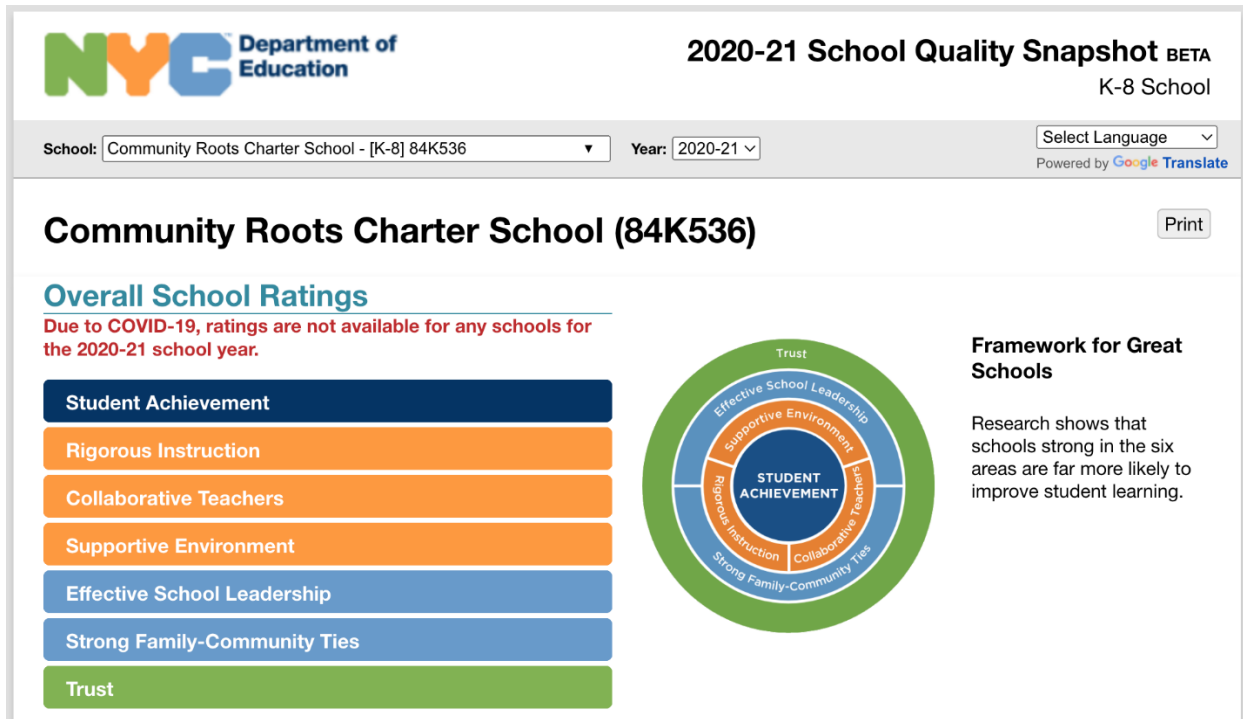 NYC Department of
Education
2020-21 School Quality Snapshot BETA
K-8 School
School: Community Roots Charter School - [K-8] 84K536 ▼ Year: 2020-21
Select Language
Powered by Google Translate
Community Roots Charter School (84K536)
Print
Overall School Ratings
Due to COVID-19, ratings are not available for any schools for
the 2020-21 school year.
Student Achievement
Rigorous Instruction
Collaborative Teachers
Supportive Environment
Effective School Leadership
Strong Family-Community Ties
Trust
Trust
Effective School Leadership
Supportive Environment
STUDENT
ACHIEVEMENT
Rigorous Instruction
Collaborative Teachers
Strong Family-Community Ties
Framework for Great
Schools
Research shows that
schools strong in the six
areas are far more likely to
improve student learning.